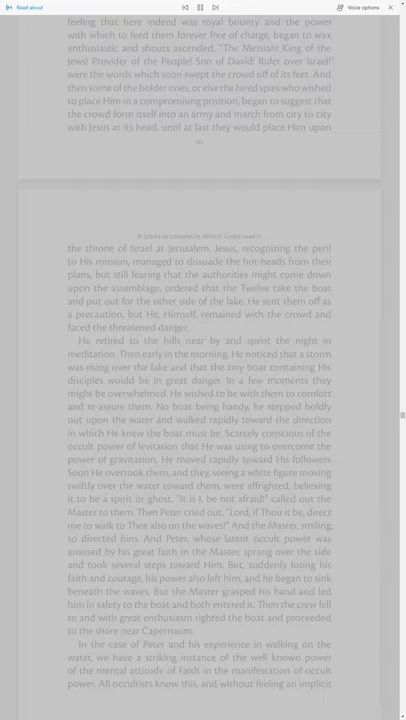 Read aloud
Voice options
feeling that here indeed was royal bounty and the power
with which to feed them forever free of charge, began to wax
enthusiastic and shouts ascended, "The Messiah! King of the
Jews! Provider of the People! Son of David! Ruler over Israel!"
were the words which soon swept the crowd off of its feet. And
then some of the bolder ones, or else the hired spies who wished
to place Him in a compromising position, began to suggest that
the crowd form itself into an army and march from city to city
with Jesus at its head, until at last they would place Him upon
A Series of Lessons in Mystic Christianity
the throne of Israel at Jerusalem. Jesus, recognizing the peril
to His mission, managed to dissuade the hot-heads from their
plans, but still fearing that the authorities might come down
upon the assemblage, ordered that the Twelve take the boat
and put out for the other side of the lake. He sent them off as
a precaution, but He, Himself, remained with the crowd and
faced the threatened danger.
He retired to the hills near by and spent the night in
meditation. Then early in the morning, He noticed that a storm
was rising over the lake and that the tiny boat containing His
disciples would be in great danger. In a few moments they
might be overwhelmed. He wished to be with them to comfort
and re-assure them. No boat being handy, he stepped boldly
out upon the water and walked rapidly toward the direction
in which He knew the boat must be. Scarcely conscious of the
occult power of levitation that He was using to overcome the
power of gravitation, He moved rapidly toward His followers.
Soon He overtook them, and they, seeing a white figure moving
swiftly over the water toward them, were affrighted, believing
it to be a spirit or ghost. "It is I, be not afraid!" called out the
Master to them. Then Peter cried out, "Lord, if Thou it be, direct
me to walk to Thee also on the waves!" And the Master, smiling,
so directed him. And Peter, whose latent occult power was
aroused by his great faith in the Master, sprang over the side
and took several steps toward Him. But, suddenly losing his
faith and courage, his power also left him, and he began to sink
beneath the waves. But the Master grasped his hand and led
him in safety to the boat and both entered it. Then the crew fell
to and with great enthusiasm righted the boat and proceeded
to the shore near Capernaum.
In the case of Peter and his experience in walking on the
water, we have a striking instance of the well known power
of the mental attitude of Faith in the manifestation of occult
power. All occultists know this, and without feeling an implicit